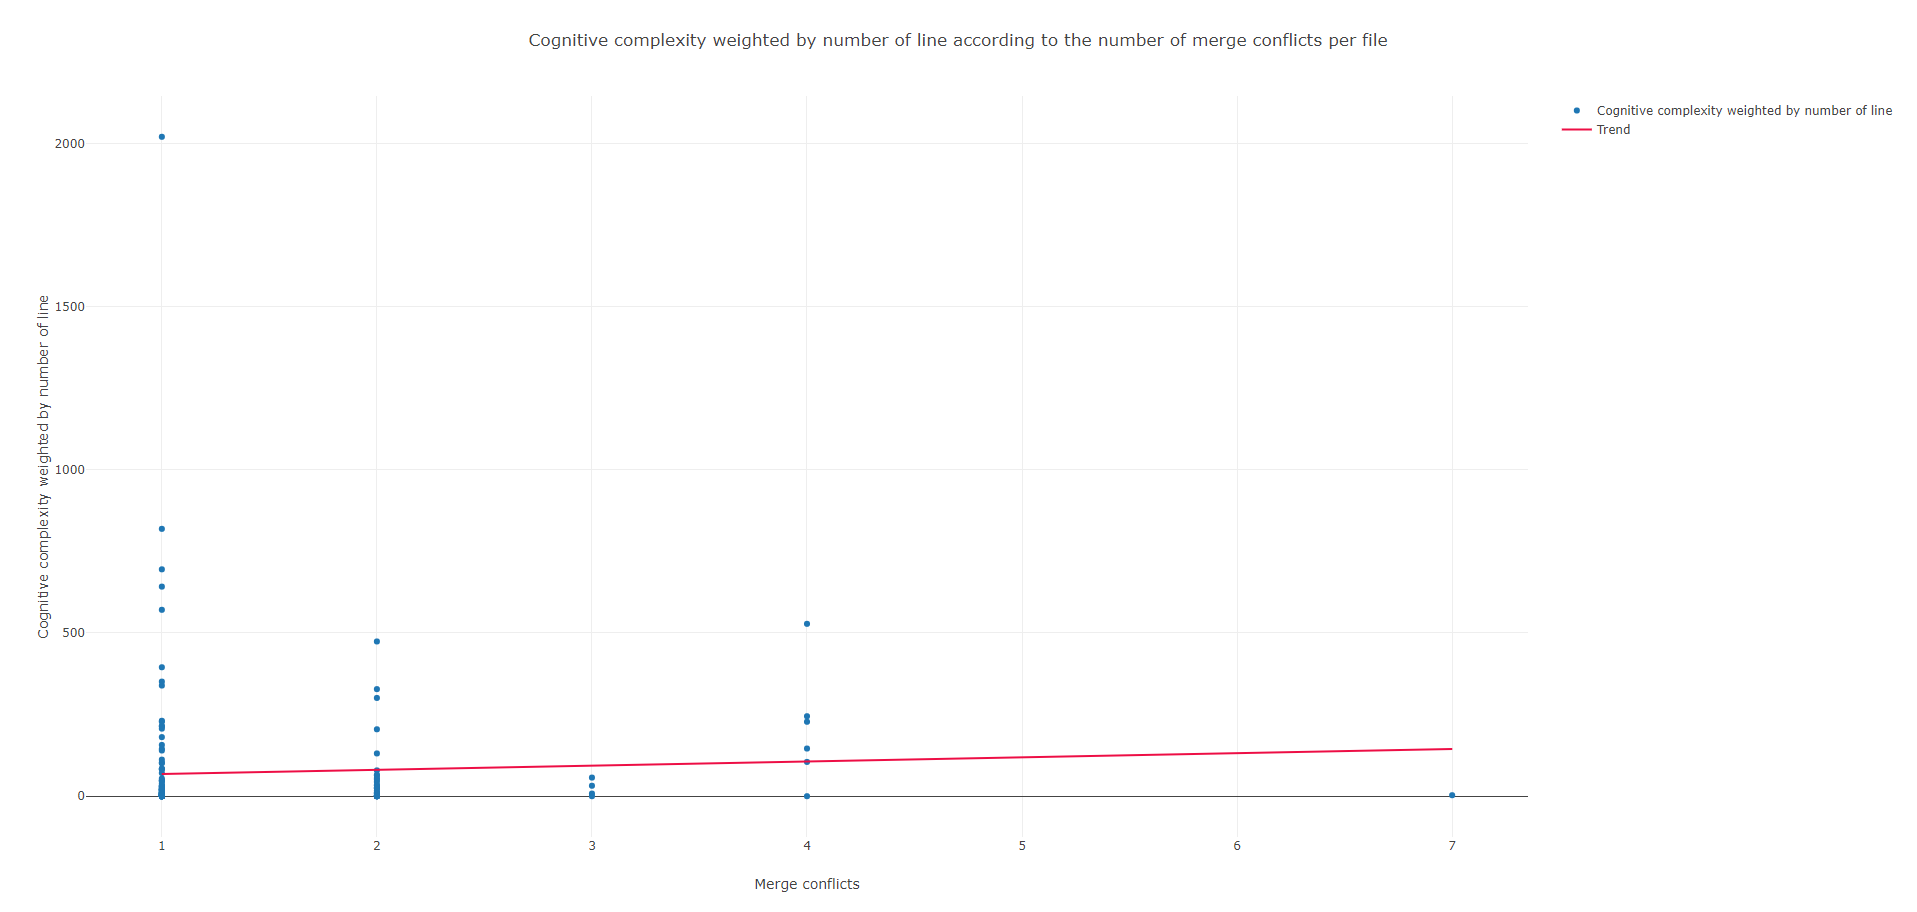 Cognitive complexity weighted by number of line according to the number of merge conflicts per file
Cognitive complexity weighted by number of line
Trend
Cognitive complexity weighted by number of line
2000
1500
1000
500
0
1 2 3 4 5 6 7
Merge conflicts